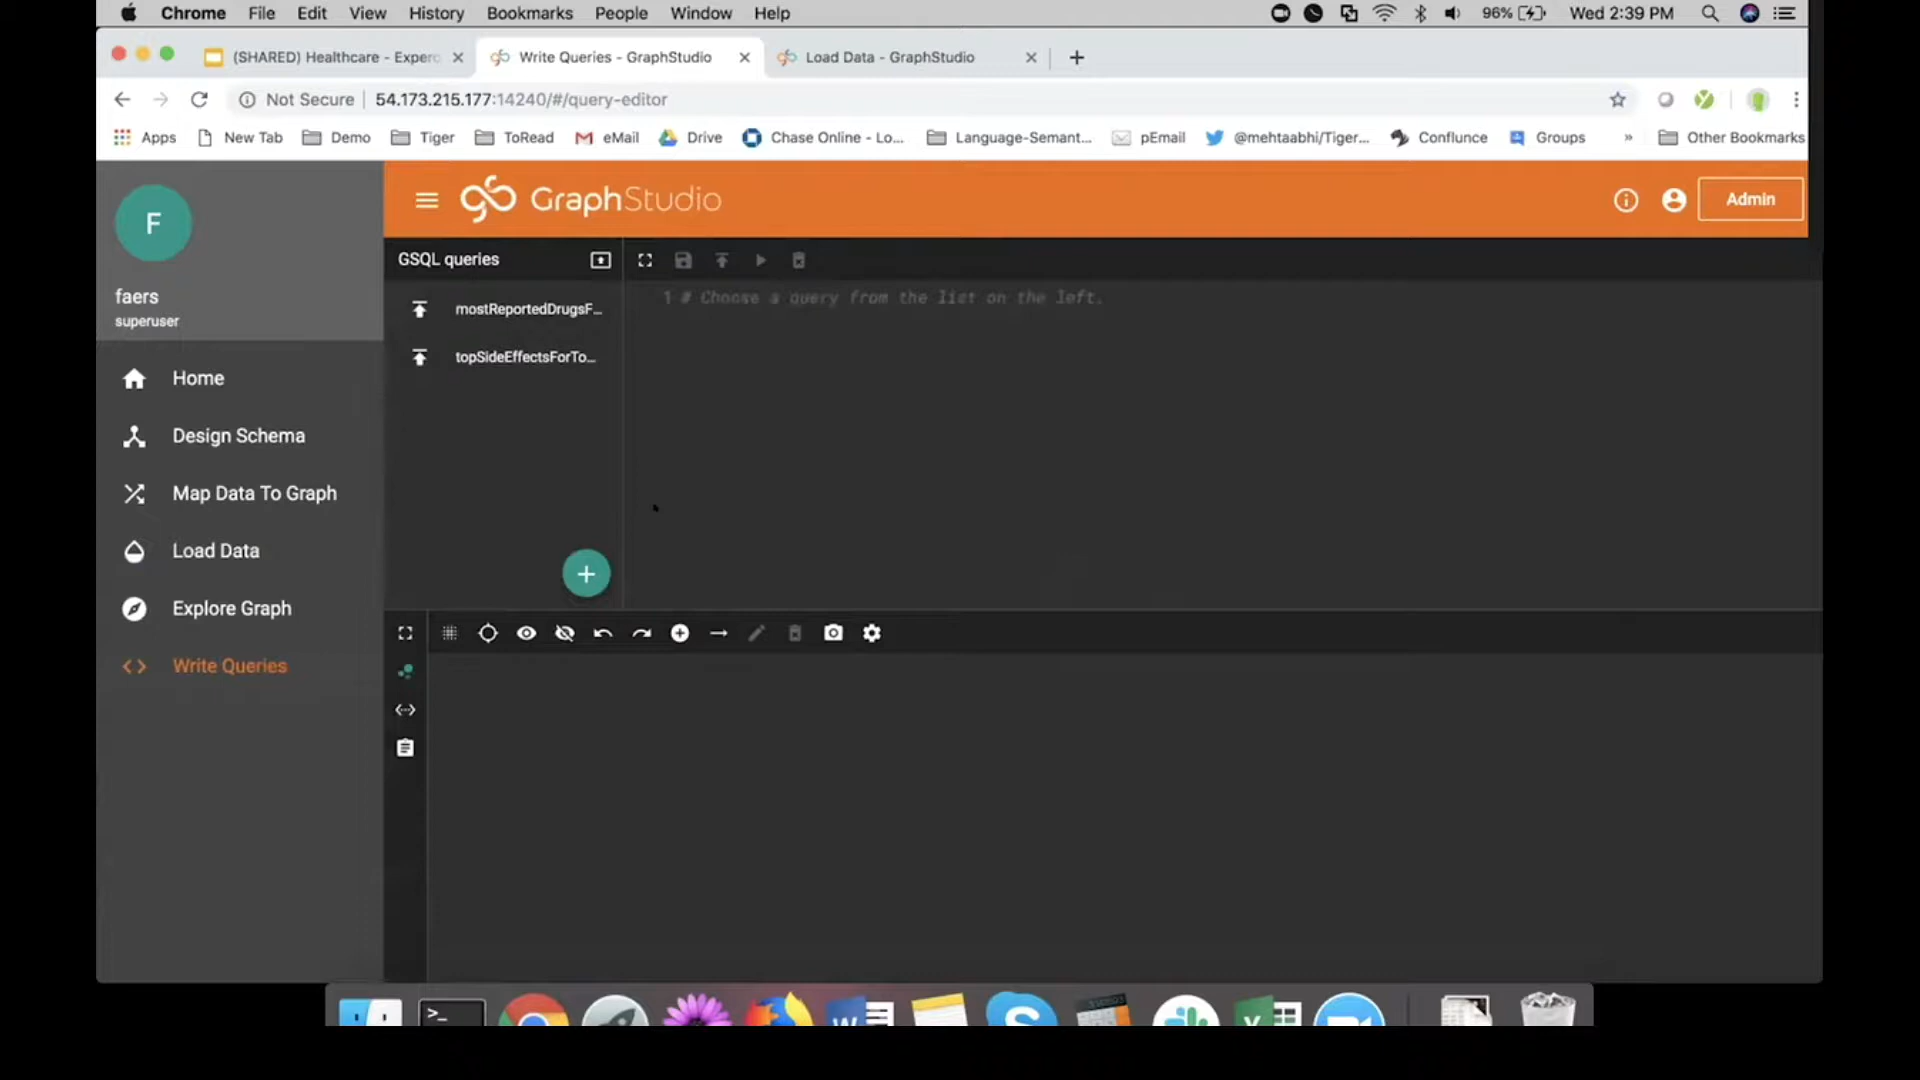 Chrome File Edit View History Bookmarks People Window Help 96% Wed 2:39 PM
(SHARED) Healthcare - Experc Write Queries - GraphStudio Load Data - GraphStudio
Not Secure 54.173.215.177:14240/#/query-editor
Apps New Tab Demo Tiger ToRead eMail Drive Chase Online - Lo... Language-Semant... pEmail @mehtaabhi/Tiger... Conflunce Groups » Other Bookmarks
F
GraphStudio
Admin
faers
superuser
Home
Design Schema
Map Data To Graph
Load Data
Explore Graph
Write Queries
GSQL queries
mostReportedDrugsF...
topSideEffectsForTo...
1 # Choose a query from the list on the left.